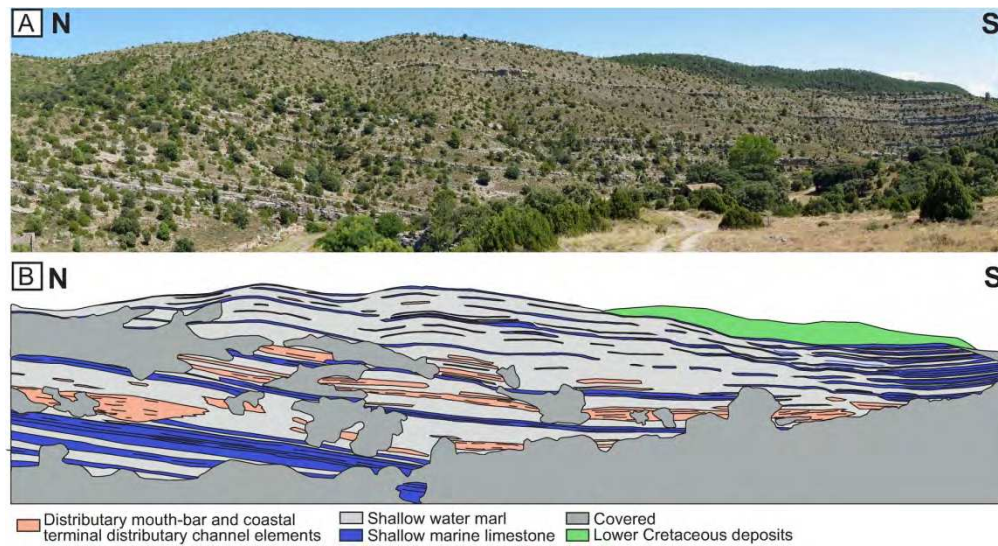 A N S
B N S
Distributary mouth-bar and coastal
terminal distributary channel elements
Shallow water marl
Shallow marine limestone
Covered
Lower Cretaceous deposits